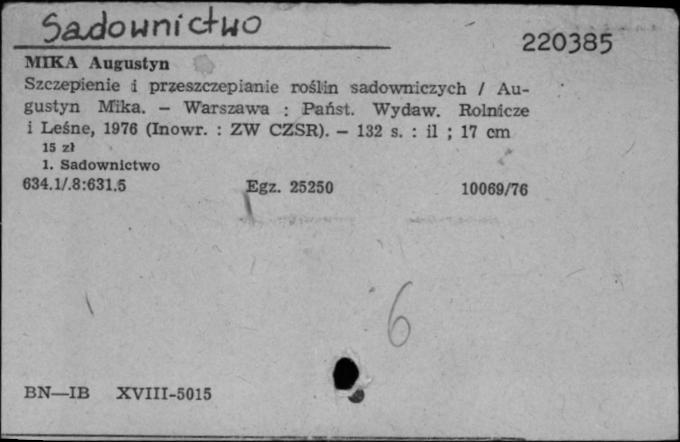 Sadownictwo
220385
MIKA Augustyn
Szczepienie i przeszczepianie roślin sadowniczych / Au-
gustyn Mika. — Warszawa : Państ. Wydaw. Rolnicze
i Leśne, 1976 (Inowr. : ZW CZSR). — 132 s. : il ; 17 cm
15 zł
1. Sadownictwo
634.1/.8:631.5 Egz. 25250 10069/76
6
BN—IB XVIII-5015